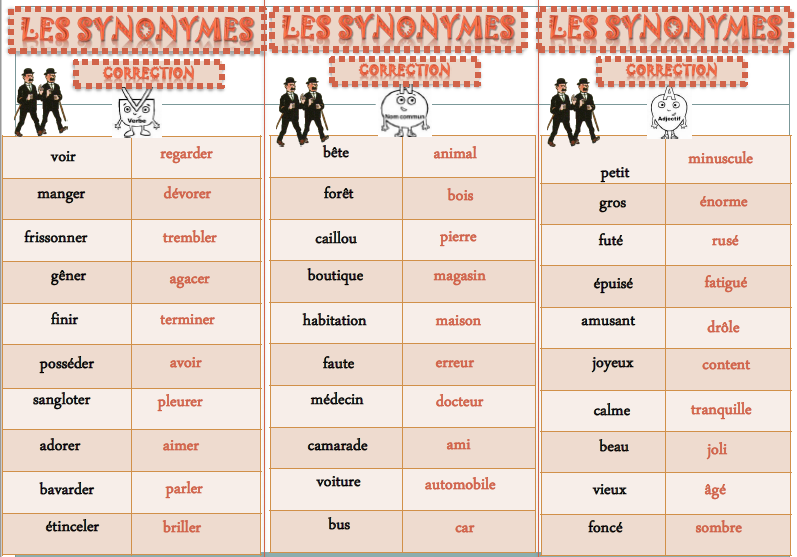 LES SYNONYMES
CORRECTION
Verbe
voir regarder
manger dévorer
frissonner trembler
gêner agacer
finir terminer
posséder avoir
sangloter pleurer
adorer aimer
bavarder parler
étinceler briller
LES SYNONYMES
CORRECTION
Nom commun
bête animal
forêt bois
caillou pierre
boutique magasin
habitation maison
faute erreur
médecin docteur
camarade ami
voiture automobile
bus car
LES SYNONYMES
CORRECTION
Adjectif
petit minuscule
gros énorme
futé rusé
épuisé fatigué
amusant drôle
joyeux content
calme tranquille
beau joli
vieux âgé
foncé sombre